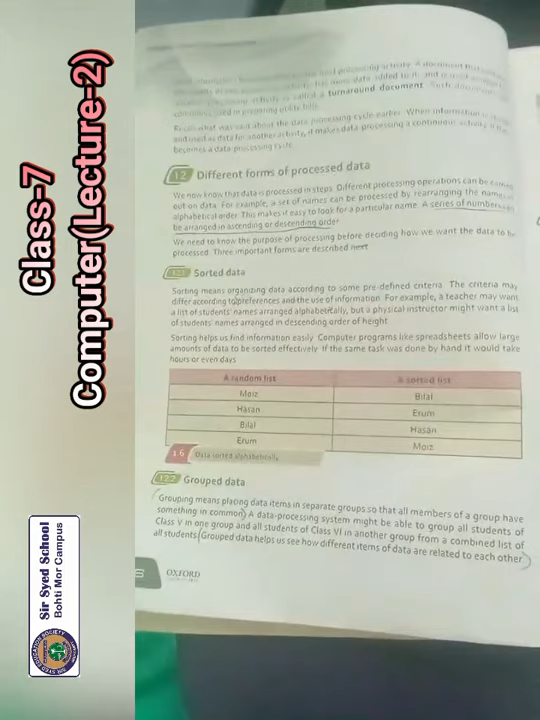 Class-7
Computer(Lecture-2)
Sir Syed School
Bohti Mor Campus
turnaround document. Such
Recall what was said about the data processing cycle earlier. When information is
and used as data for another activity, it makes data processing a continuous activity. It
becomes a data processing cycle.
1.2 Different forms of processed data
We now know that data is processed in steps. Different processing operations can be carried
out on data. For example, a set of names can be processed by rearranging the names in
alphabetical order. This makes it easy to look for a particular name. A series of numbers can
be arranged in ascending or descending order.
We need to know the purpose of processing before deciding how we want the data to be
processed. Three important forms are described next.
Sorted data
Sorting means organizing data according to some pre-defined criteria. The criteria may
differ according to preferences and the use of information. For example, a teacher may want
a list of students' names arranged alphabetically, but a physical instructor might want a list
of students' names arranged in descending order of height.
Sorting helps us find information easily. Computer programs like spreadsheets allow large
amounts of data to be sorted effectively. If the same task was done by hand it would take
hours or even days.
A random list A sorted list
Moiz Bilal
Hasan Erum
Bilal Hasan
Erum Moiz
1.6 Data sorted alphabetically
1.2.2 Grouped data
Grouping means placing data items in separate groups so that all members of a group have
something in common. A data-processing system might be able to group all students of
Class V in one group and all students of Class VI in another group from a combined list of
all students. Grouped data helps us see how different items of data are related to each other.
OXFORD